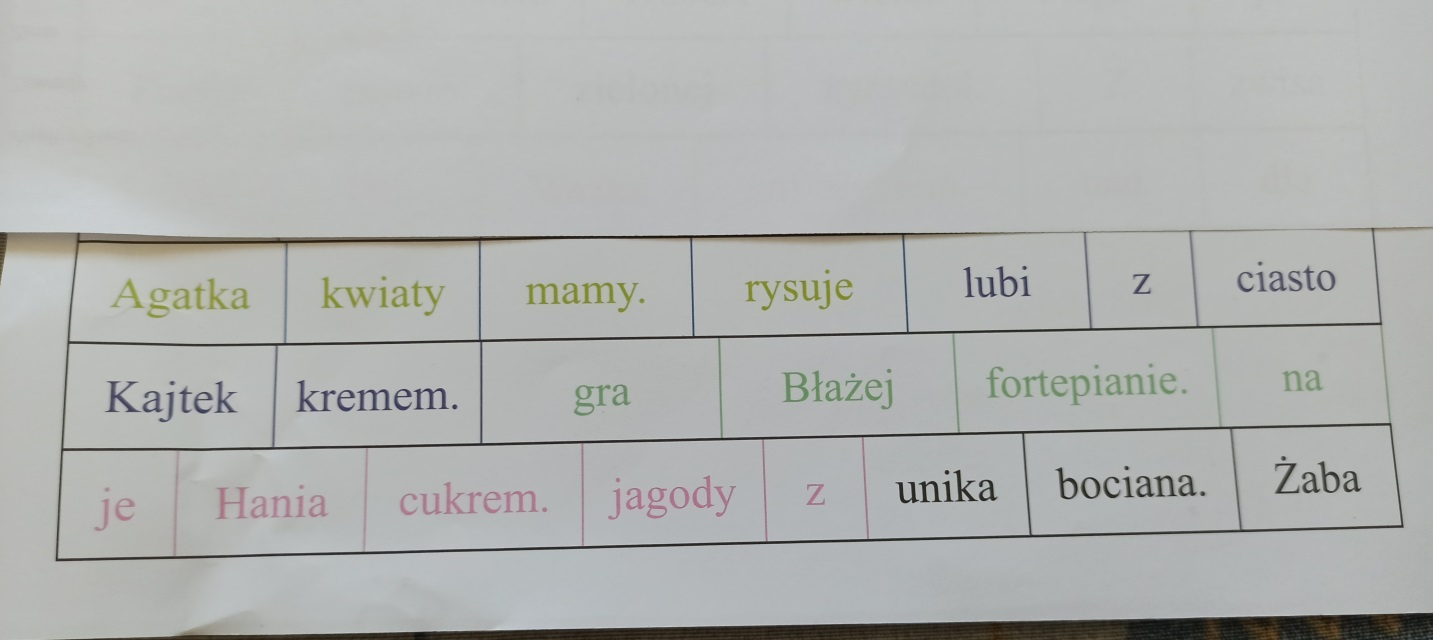 Agatka kwiaty mamy. rysuje lubi z ciasto
Kajtek kremem. gra Błażej fortepianie. na
je Hania cukrem. jagody z unika bociana. Żaba